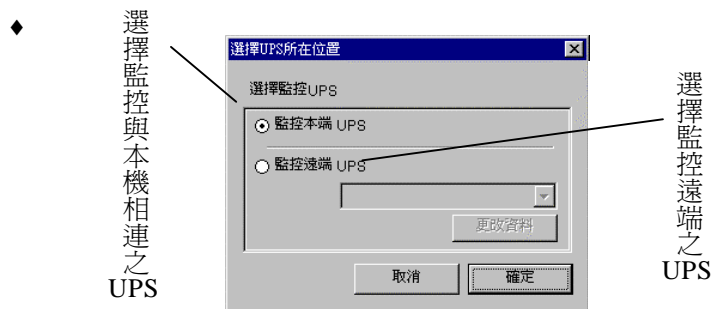 選擇監控與本機相連之UPS
選擇UPS所在位置
選擇監控UPS
監控本端 UPS
監控遠端 UPS
更改資料
取消
確定
選擇監控遠端之UPS